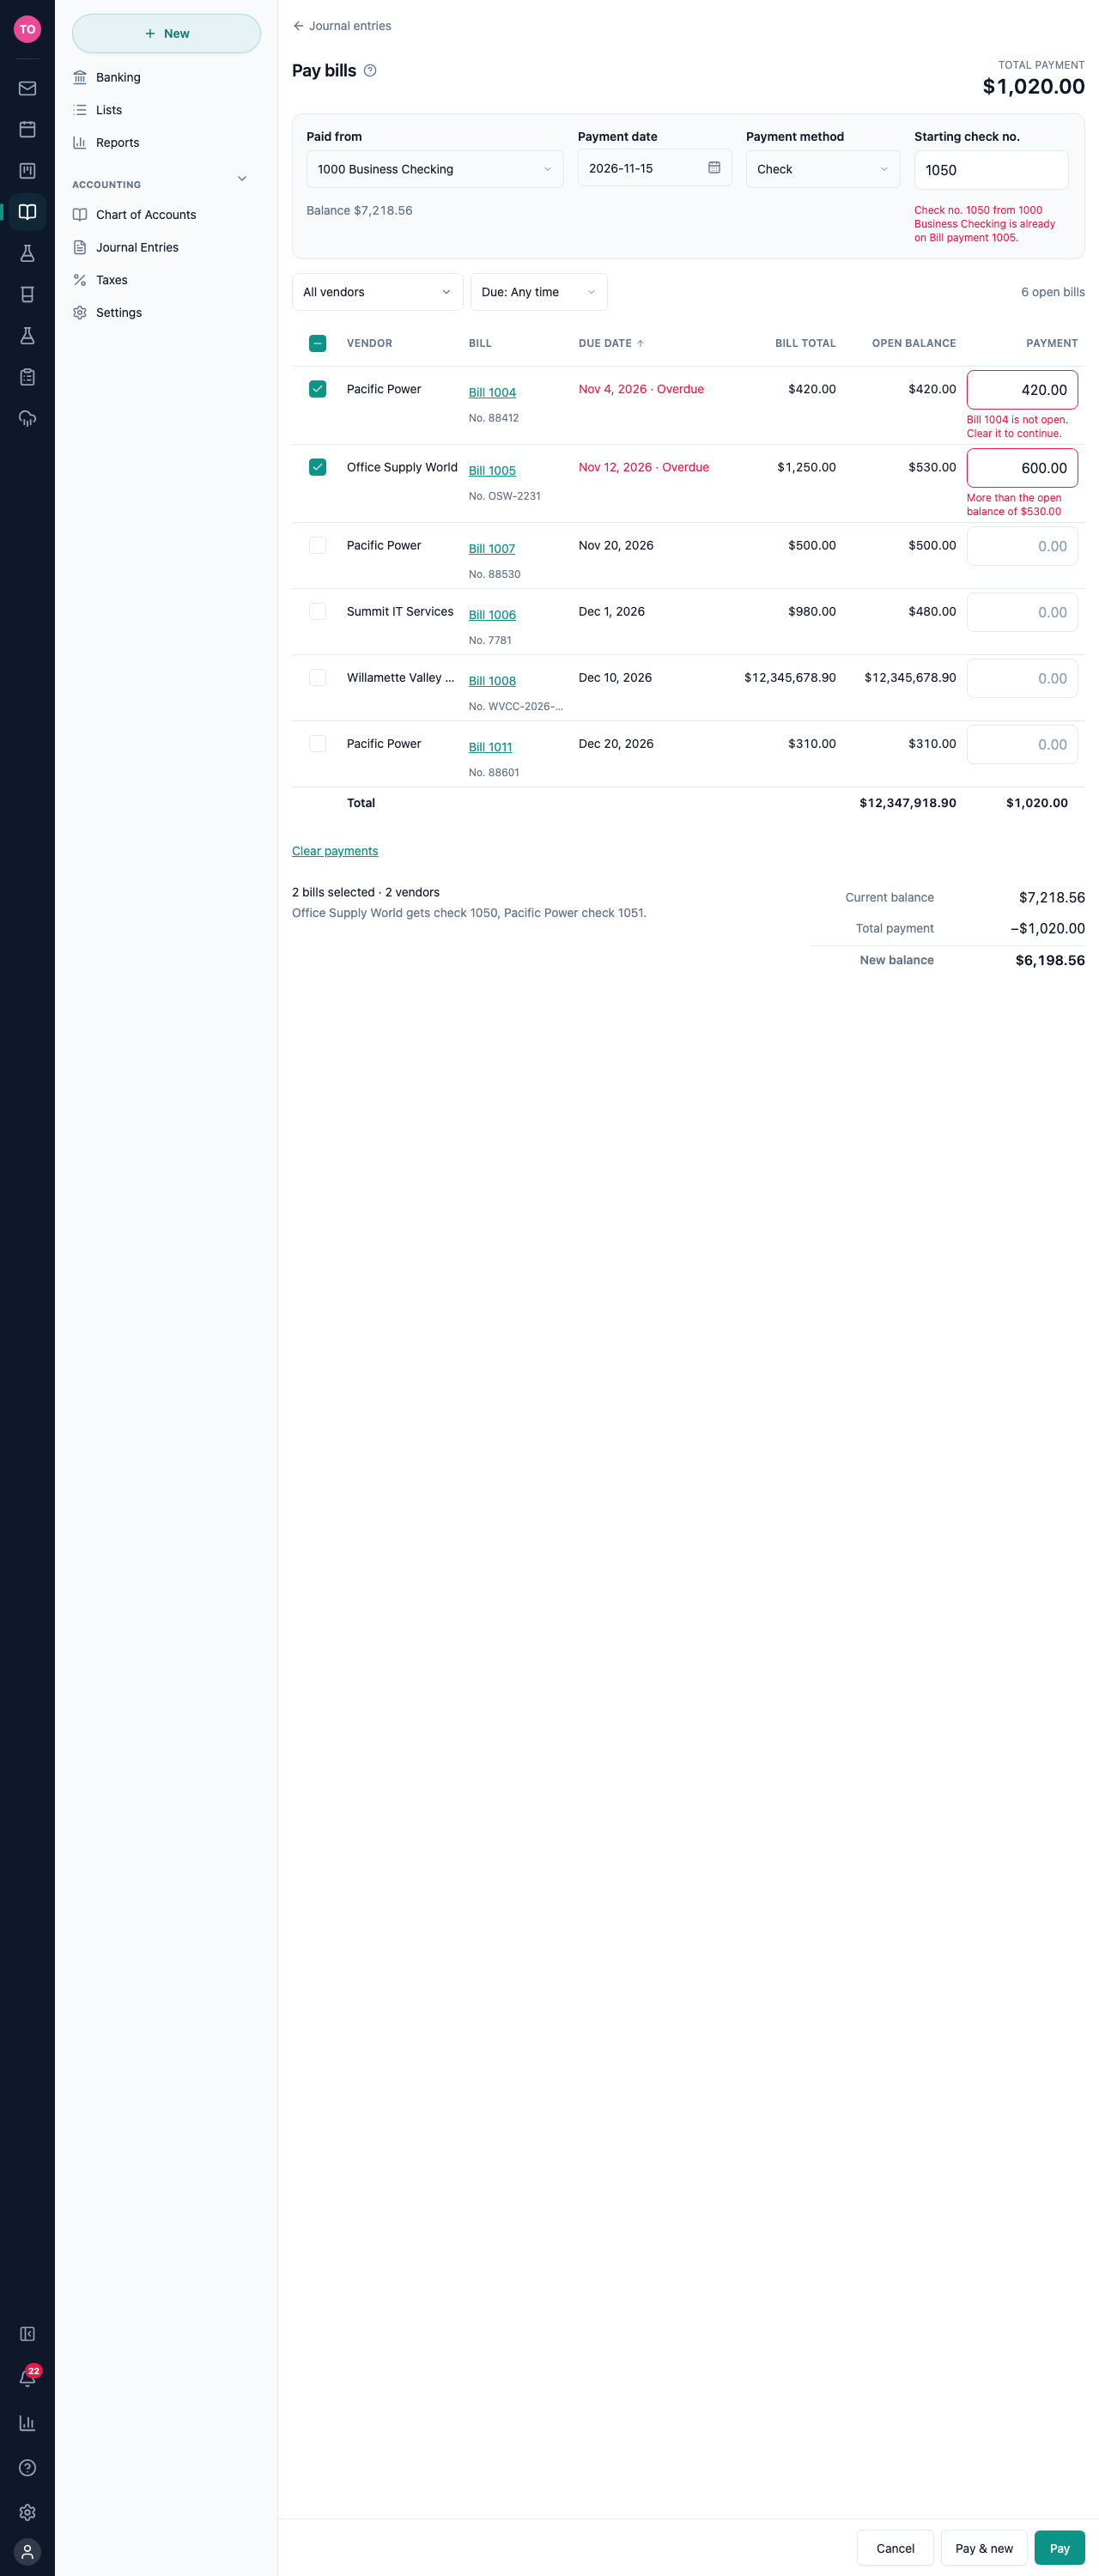 TO
New
Banking
Lists
Reports
ACCOUNTING
Chart of Accounts
Journal Entries
Taxes
Settings
22
Journal entries
Pay bills
TOTAL PAYMENT
$1,020.00
Paid from
Payment date
Payment method
Starting check no.
1000 Business Checking
2026-11-15
Check
1050
Balance $7,218.56
Check no. 1050 from 1000
Business Checking is already
on Bill payment 1005.
All vendors
Due: Any time
6 open bills
VENDOR BILL DUE DATE BILL TOTAL OPEN BALANCE PAYMENT
Pacific Power Bill 1004 Nov 4, 2026 · Overdue $420.00 $420.00 420.00
No. 88412
Bill 1004 is not open.
Clear it to continue.
Office Supply World Bill 1005 Nov 12, 2026 · Overdue $1,250.00 $530.00 600.00
No. OSW-2231
More than the open
balance of $530.00
Pacific Power Bill 1007 Nov 20, 2026 $500.00 $500.00 0.00
No. 88530
Summit IT Services Bill 1006 Dec 1, 2026 $980.00 $480.00 0.00
No. 7781
Willamette Valley ... Bill 1008 Dec 10, 2026 $12,345,678.90 $12,345,678.90 0.00
No. WVCC-2026-...
Pacific Power Bill 1011 Dec 20, 2026 $310.00 $310.00 0.00
No. 88601
Total $12,347,918.90 $1,020.00
Clear payments
2 bills selected · 2 vendors
Office Supply World gets check 1050, Pacific Power check 1051.
Current balance $7,218.56
Total payment –$1,020.00
New balance $6,198.56
Cancel
Pay & new
Pay